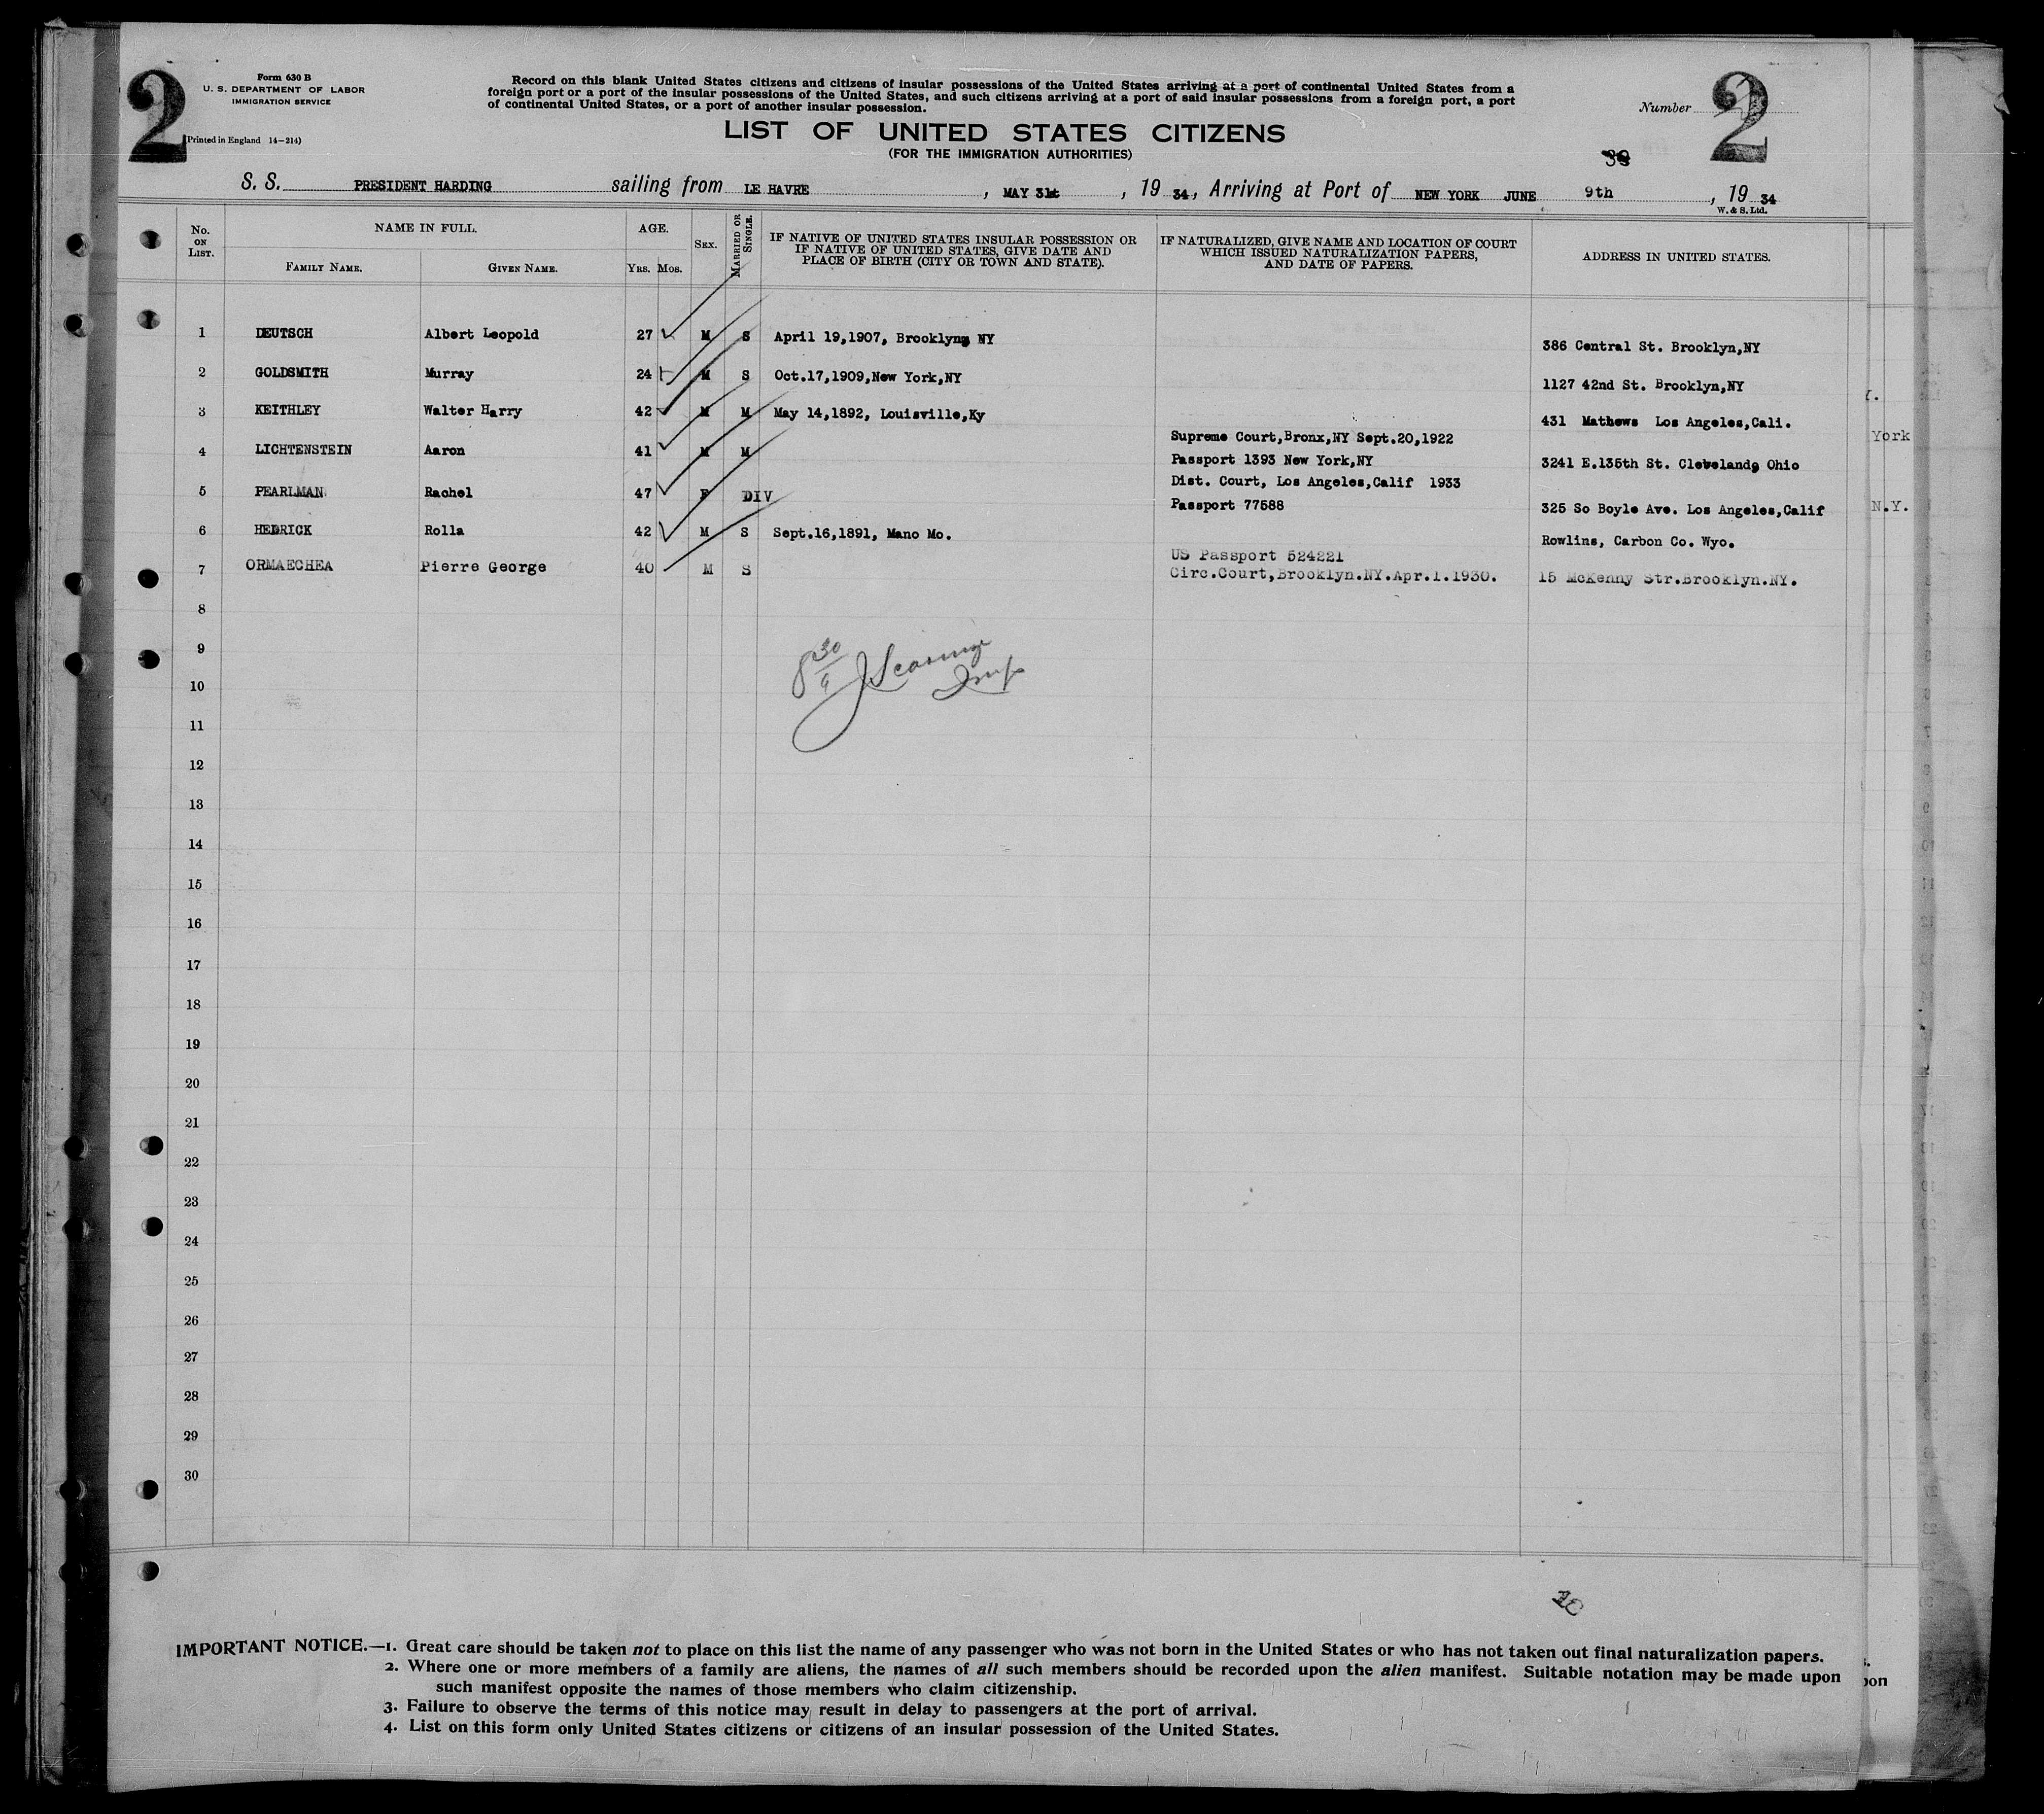 2
Form 630 B
U. S. DEPARTMENT OF LABOR
IMMIGRATION SERVICE
(Printed in England 14—214)
Record on this blank United States citizens and citizens of insular possessions of the United States arriving at a port of continental United States from a
foreign port or a port of the insular possessions of the United States, and such citizens arriving at a port of said insular possessions from a foreign port, a port
of continental United States, or a port of another insular possession.
LIST OF UNITED STATES CITIZENS
(FOR THE IMMIGRATION AUTHORITIES)
Number 2
S. S. PRESIDENT HARDING sailing from LE HAVRE, MAY 31st, 19 34, Arriving at Port of NEW YORK JUNE 9th, 19 34
W. & S. Ltd.
No. ON LIST. NAME IN FULL. AGE. SEX. MARRIED OR SINGLE. IF NATIVE OF UNITED STATES INSULAR POSSESSION OR IF NATIVE OF UNITED STATES, GIVE DATE AND PLACE OF BIRTH (CITY OR TOWN AND STATE). IF NATURALIZED, GIVE NAME AND LOCATION OF COURT WHICH ISSUED NATURALIZATION PAPERS, AND DATE OF PAPERS. ADDRESS IN UNITED STATES.
FAMILY NAME. GIVEN NAME. YRS. MOS.
1 DEUTSCH Albert Leopold 27 M S April 19,1907, Brooklyn, NY 386 Central St. Brooklyn,NY
2 GOLDSMITH Murray 24 M S Oct.17,1909,New York,NY 1127 42nd St. Brooklyn,NY
3 KEITHLEY Walter Harry 42 M M May 14,1892, Louisville,Ky 431 Mathews Los Angeles,Cali.
4 LICHTENSTEIN Aaron 41 M M Supreme Court,Bronx,NY Sept.20,1922
Passport 1393 New York,NY 3241 E.135th St. Cleveland, Ohio
5 PEARLMAN Rachel 47 F DIV Dist. Court, Los Angeles,Calif 1933
Passport 77588 325 So Boyle Ave. Los Angeles,Calif
6 HEDRICK Rolla 42 M S Sept.16,1891, Mano Mo. Rowlins, Carbon Co. Wyo.
7 ORMAECHEA Pierre George 40 M S US Passport 524221
Circ.Court,Brooklyn.NY.Apr.1.1930. 15 McKenny Str.Brooklyn.NY.
York
N.Y.
8
9
10
11
12
13
14
15
16
17
18
19
20
21
22
23
24
25
26
27
28
29
30
IMPORTANT NOTICE.—1. Great care should be taken not to place on this list the name of any passenger who was not born in the United States or who has not taken out final naturalization papers.
2. Where one or more members of a family are aliens, the names of all such members should be recorded upon the alien manifest. Suitable notation may be made upon
such manifest opposite the names of those members who claim citizenship.
3. Failure to observe the terms of this notice may result in delay to passengers at the port of arrival.
4. List on this form only United States citizens or citizens of an insular possession of the United States.